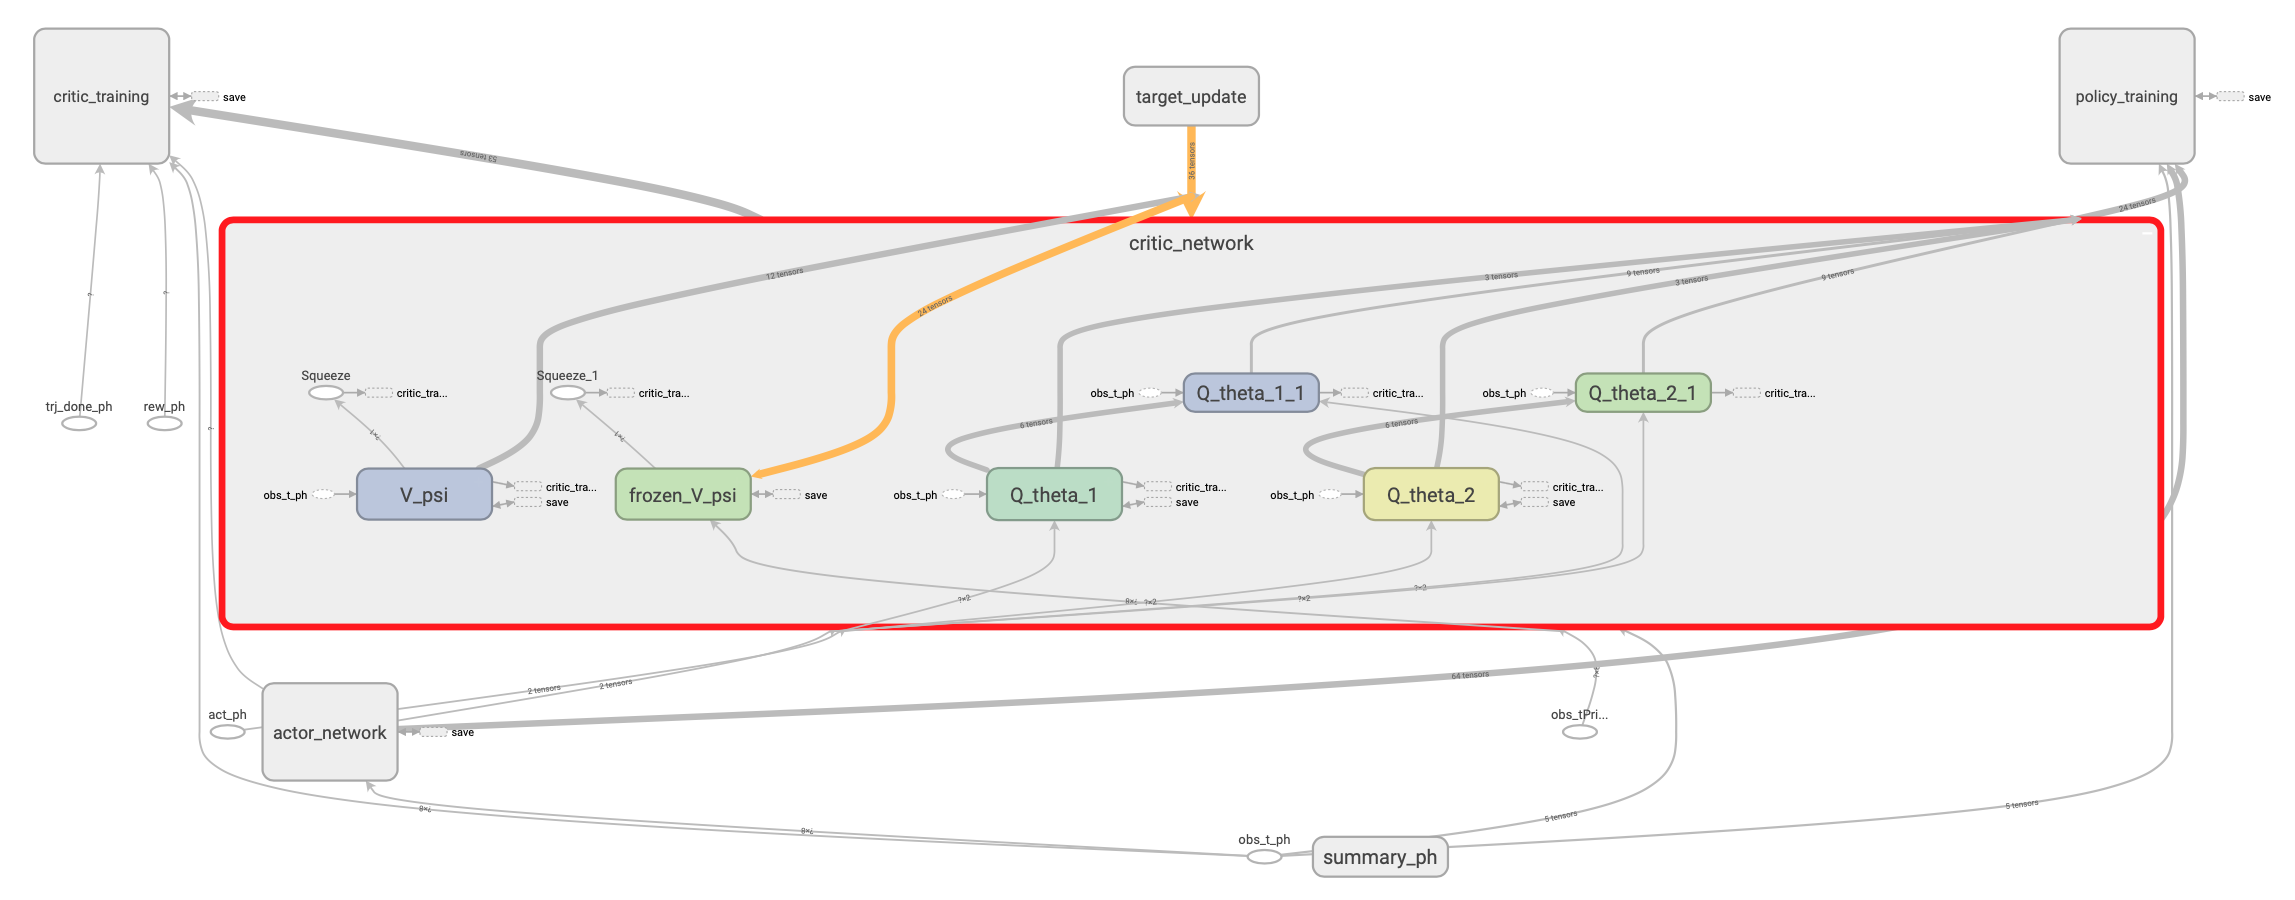 critic_training
save
target_update
policy_training
save
53 tensors
36 tensors
24 tensors
critic_network
12 tensors
24 tensors
3 tensors
9 tensors
3 tensors
9 tensors
?
?
Squeeze
critic_tra...
Squeeze_1
critic_tra...
obs_t_ph
Q_theta_1_1
critic_tra...
obs_t_ph
Q_theta_2_1
critic_tra...
trj_done_ph
rew_ph
?
?×1
?×1
6 tensors
6 tensors
obs_t_ph
V_psi
critic_tra...
save
frozen_V_psi
save
obs_t_ph
Q_theta_1
critic_tra...
save
obs_t_ph
Q_theta_2
critic_tra...
save
?×2
?×8
?×2
?×2
?×2
2 tensors
2 tensors
64 tensors
act_ph
actor_network
save
obs_tPri...
?×8
?×8
obs_t_ph
summary_ph
5 tensors
5 tensors